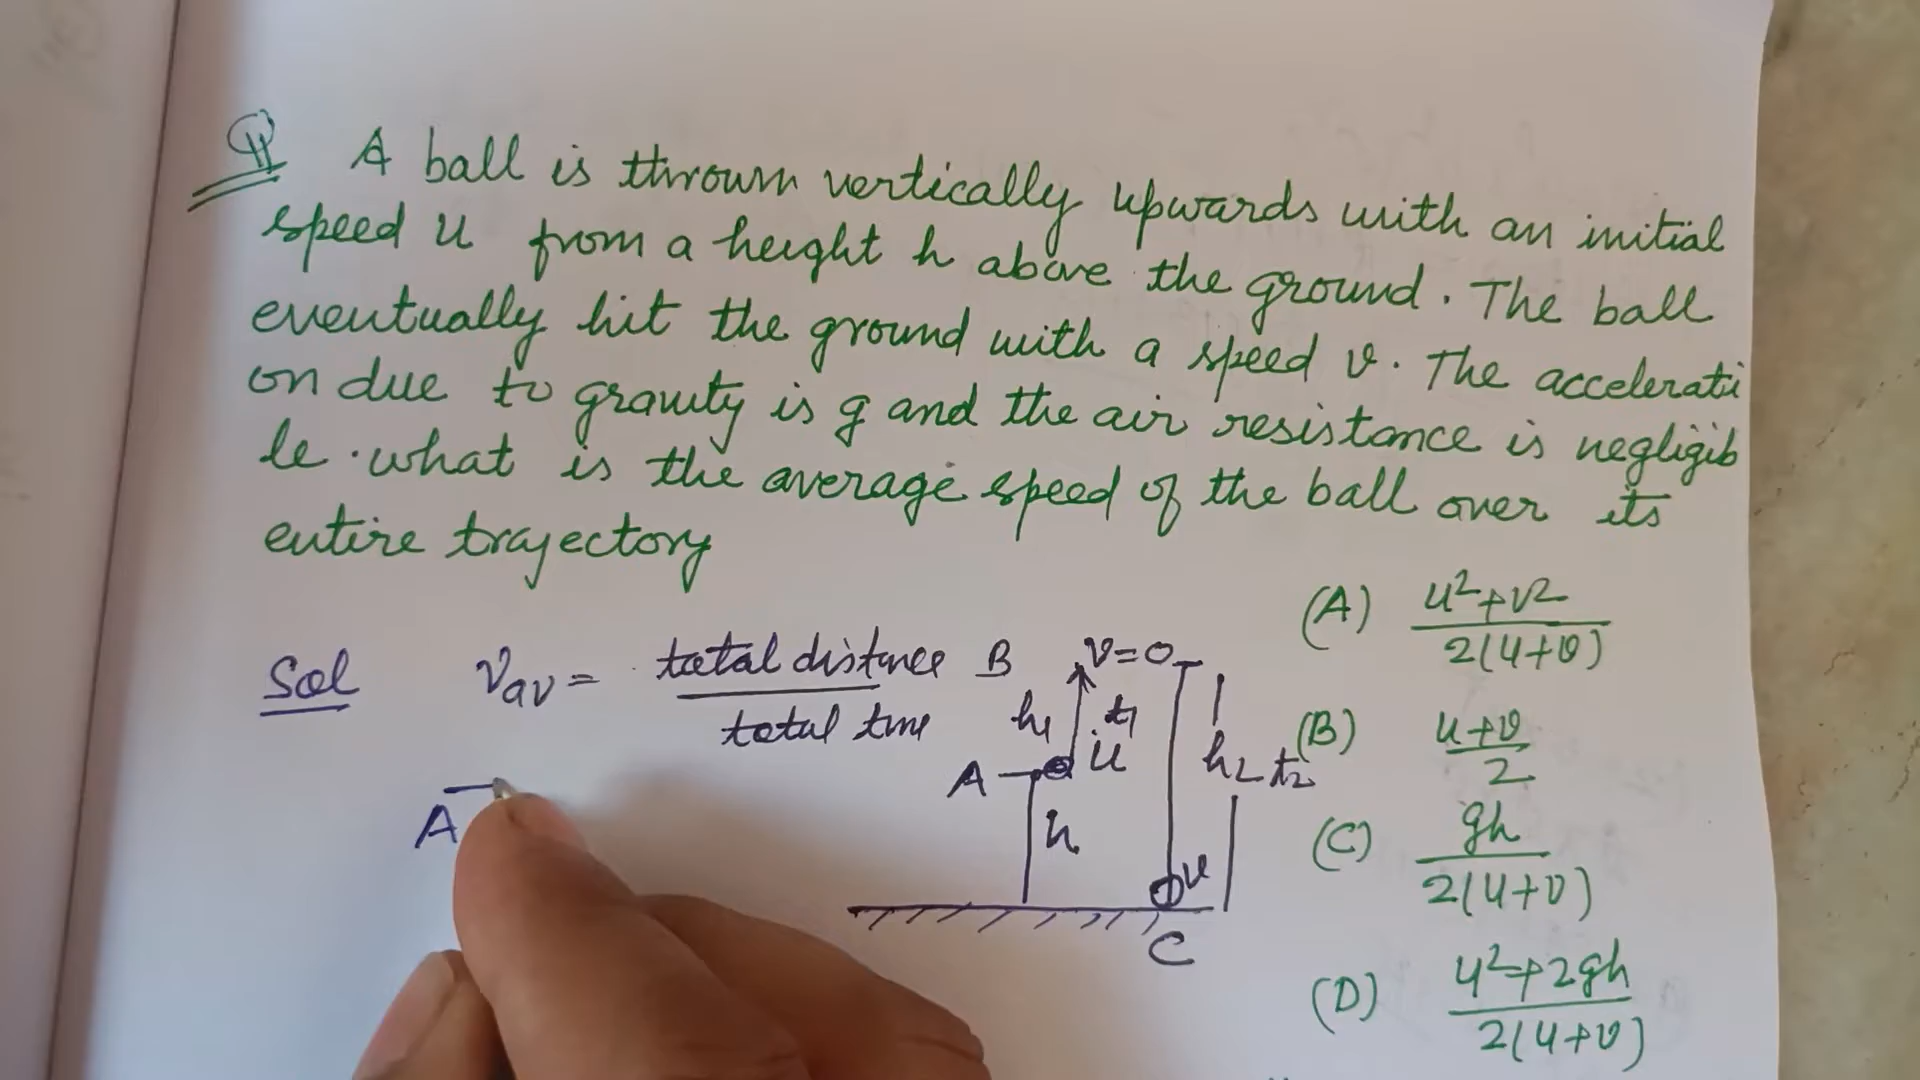 Q A ball is thrown vertically upwards with an initial
speed u from a height h above the ground. The ball
eventually hit the ground with a speed v. The accelerati
on due to gravity is g and the air resistance is negligib
le. what is the average speed of the ball over its
entire trajectory
(A) u²+v² / 2(u+v)
Sol Vav = total distance / total time
B v=0
h1 t1
(B) u+v / 2
A u
h2 t2
A h
(C) gh / 2(u+v)
v
C
(D) u²+2gh / 2(u+v)